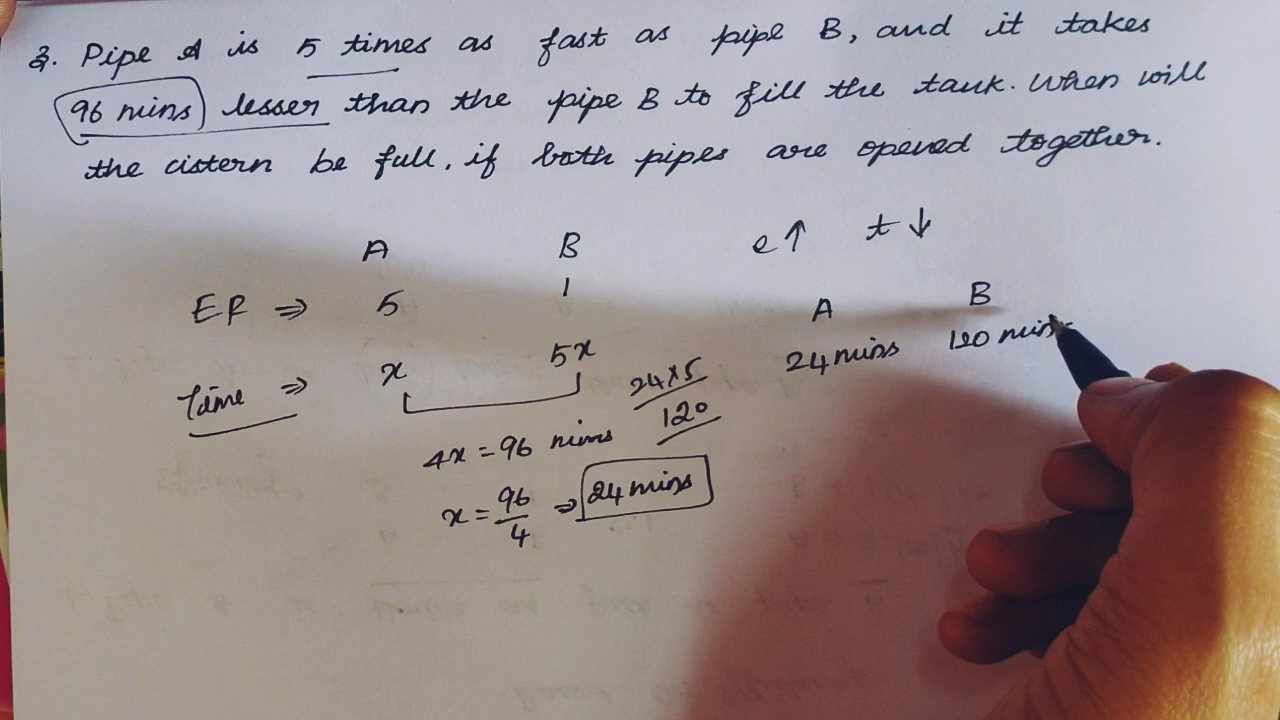 3. Pipe A is 5 times as fast as pipe B, and it takes
96 mins lesser than the pipe B to fill the tank. When will
the cistern be full, if both pipes are opened together.
A B
e↑ t↓
Eff ⇒ 5 1
Time ⇒ x 5x
4x = 96 mins
x = 96/4 ⇒ 24 mins
24×5
120
A B
24 mins 120 mins